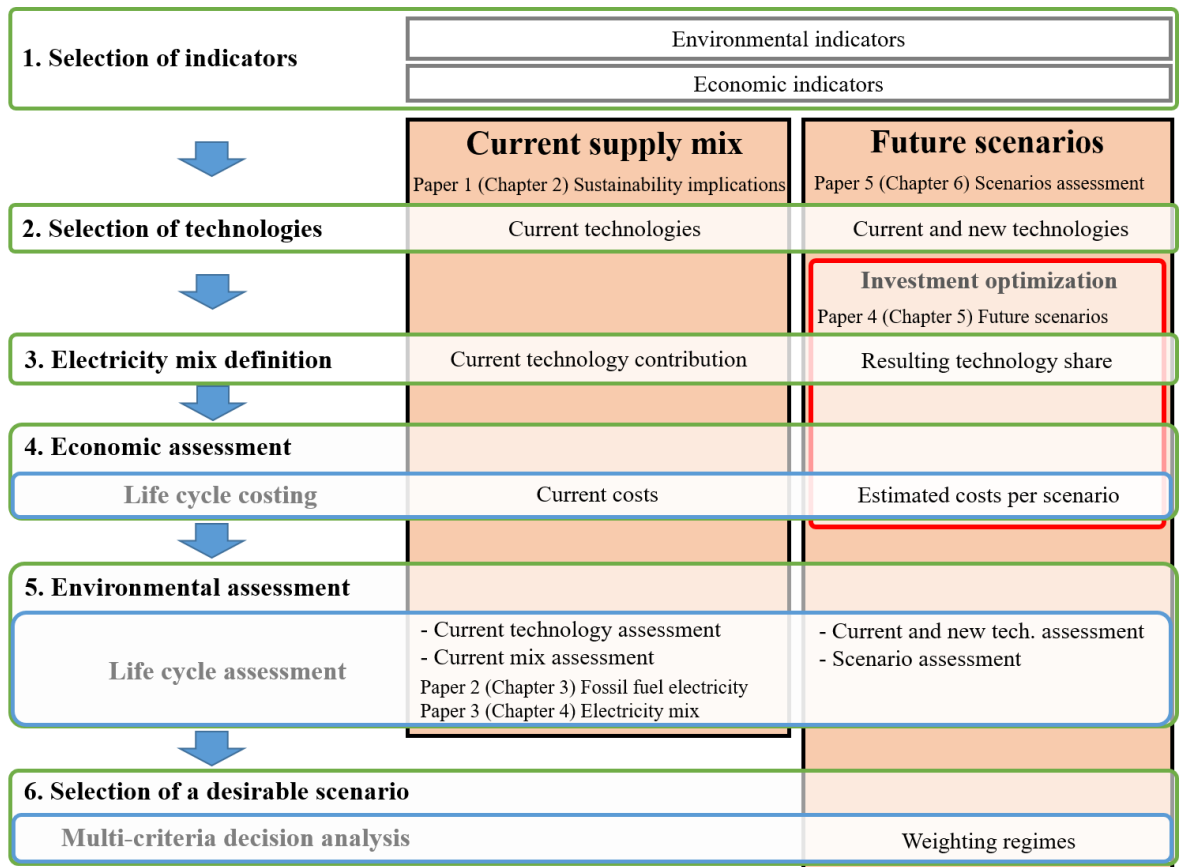 1. Selection of indicators
Environmental indicators
Economic indicators
Current supply mix
Paper 1 (Chapter 2) Sustainability implications
Future scenarios
Paper 5 (Chapter 6) Scenarios assessment
2. Selection of technologies
Current technologies
Current and new technologies
Investment optimization
Paper 4 (Chapter 5) Future scenarios
3. Electricity mix definition
Current technology contribution
Resulting technology share
4. Economic assessment
Life cycle costing
Current costs
Estimated costs per scenario
5. Environmental assessment
Life cycle assessment
- Current technology assessment
- Current mix assessment
Paper 2 (Chapter 3) Fossil fuel electricity
Paper 3 (Chapter 4) Electricity mix
- Current and new tech. assessment
- Scenario assessment
6. Selection of a desirable scenario
Multi-criteria decision analysis
Weighting regimes